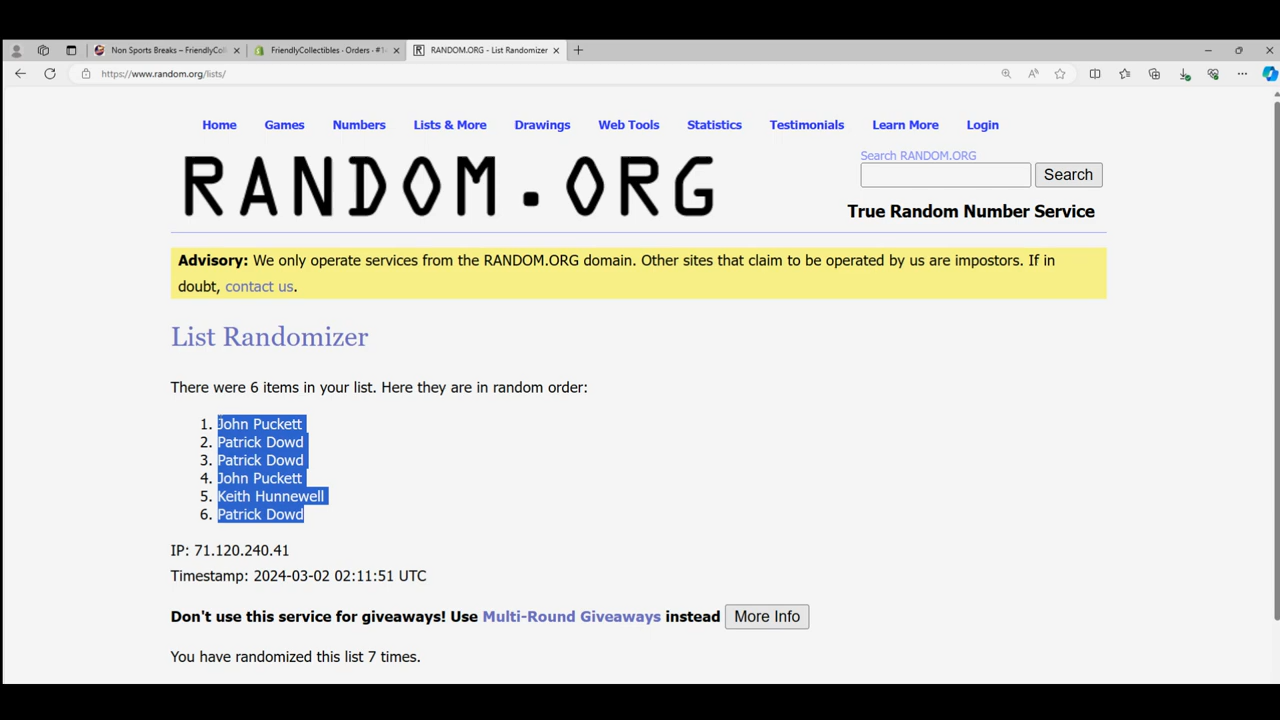 Non Sports Breaks – FriendlyCol
FriendlyCollectibles · Orders · #1
RANDOM.ORG - List Randomizer
https://www.random.org/lists/
Home Games Numbers Lists & More Drawings Web Tools Statistics Testimonials Learn More Login
RANDOM.ORG
Search RANDOM.ORG
Search
True Random Number Service
Advisory: We only operate services from the RANDOM.ORG domain. Other sites that claim to be operated by us are impostors. If in
doubt, contact us.
List Randomizer
There were 6 items in your list. Here they are in random order:
1. John Puckett
2. Patrick Dowd
3. Patrick Dowd
4. John Puckett
5. Keith Hunnewell
6. Patrick Dowd
IP: 71.120.240.41
Timestamp: 2024-03-02 02:11:51 UTC
Don't use this service for giveaways! Use Multi-Round Giveaways instead More Info
You have randomized this list 7 times.